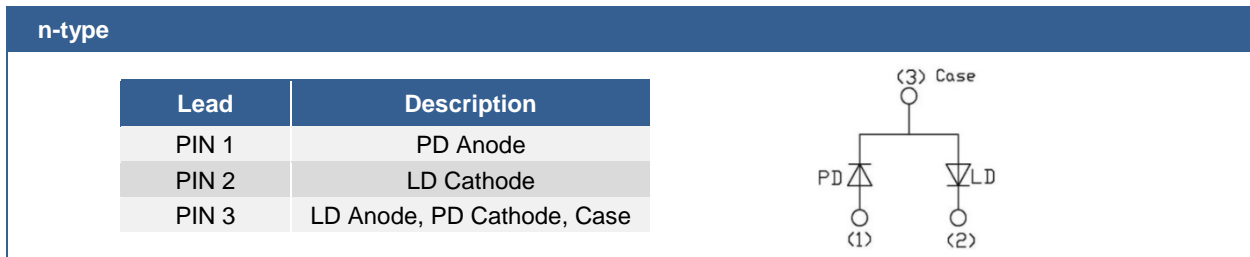 n-type
Lead Description
PIN 1 PD Anode
PIN 2 LD Cathode
PIN 3 LD Anode, PD Cathode, Case
(3) Case
PD LD
(1) (2)